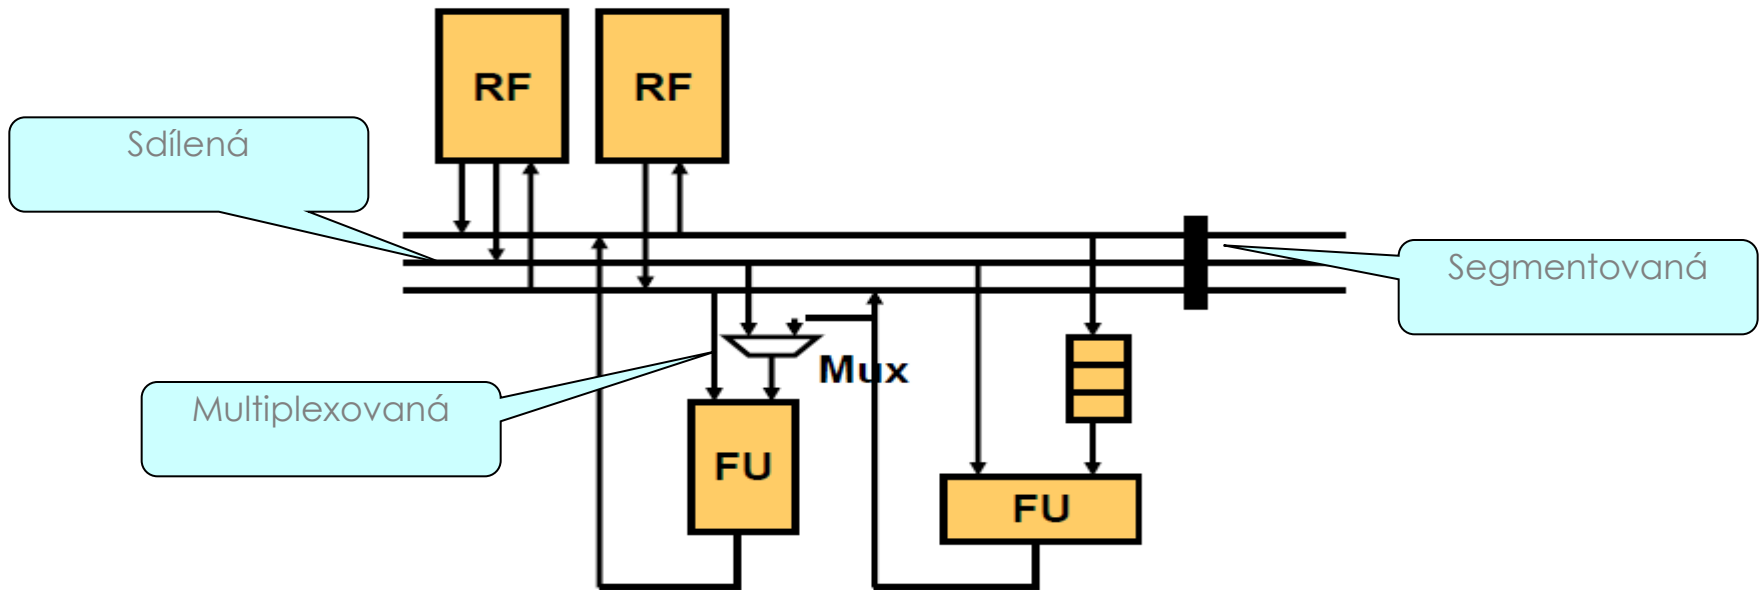 RF
RF
Sdílená
Segmentovaná
Mux
Multiplexovaná
FU
FU